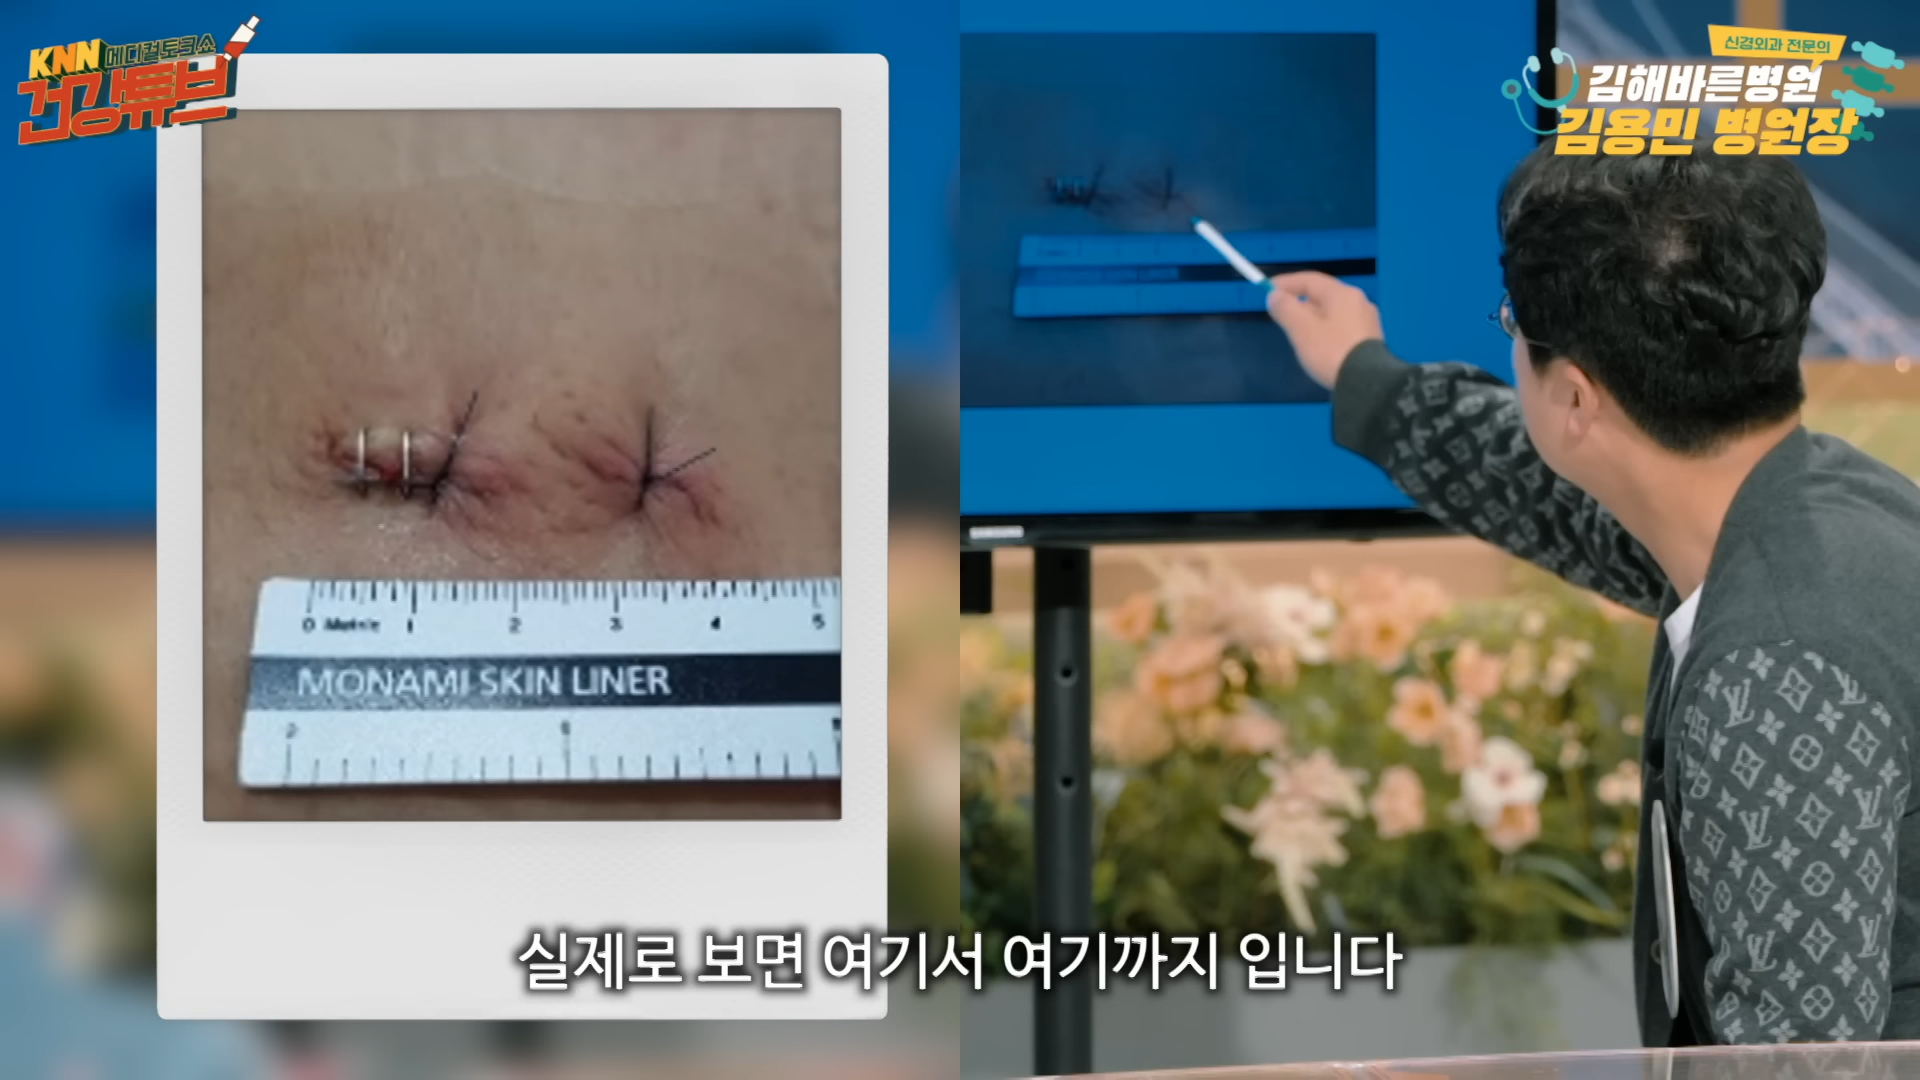 KNN 메디컬토크쇼
건강튜브
신경외과 전문의
김해바른병원
김용민 병원장
0 Metric 1 2 3 4 5
MONAMI SKIN LINER
SAMSUNG
실제로 보면 여기서 여기까지 입니다